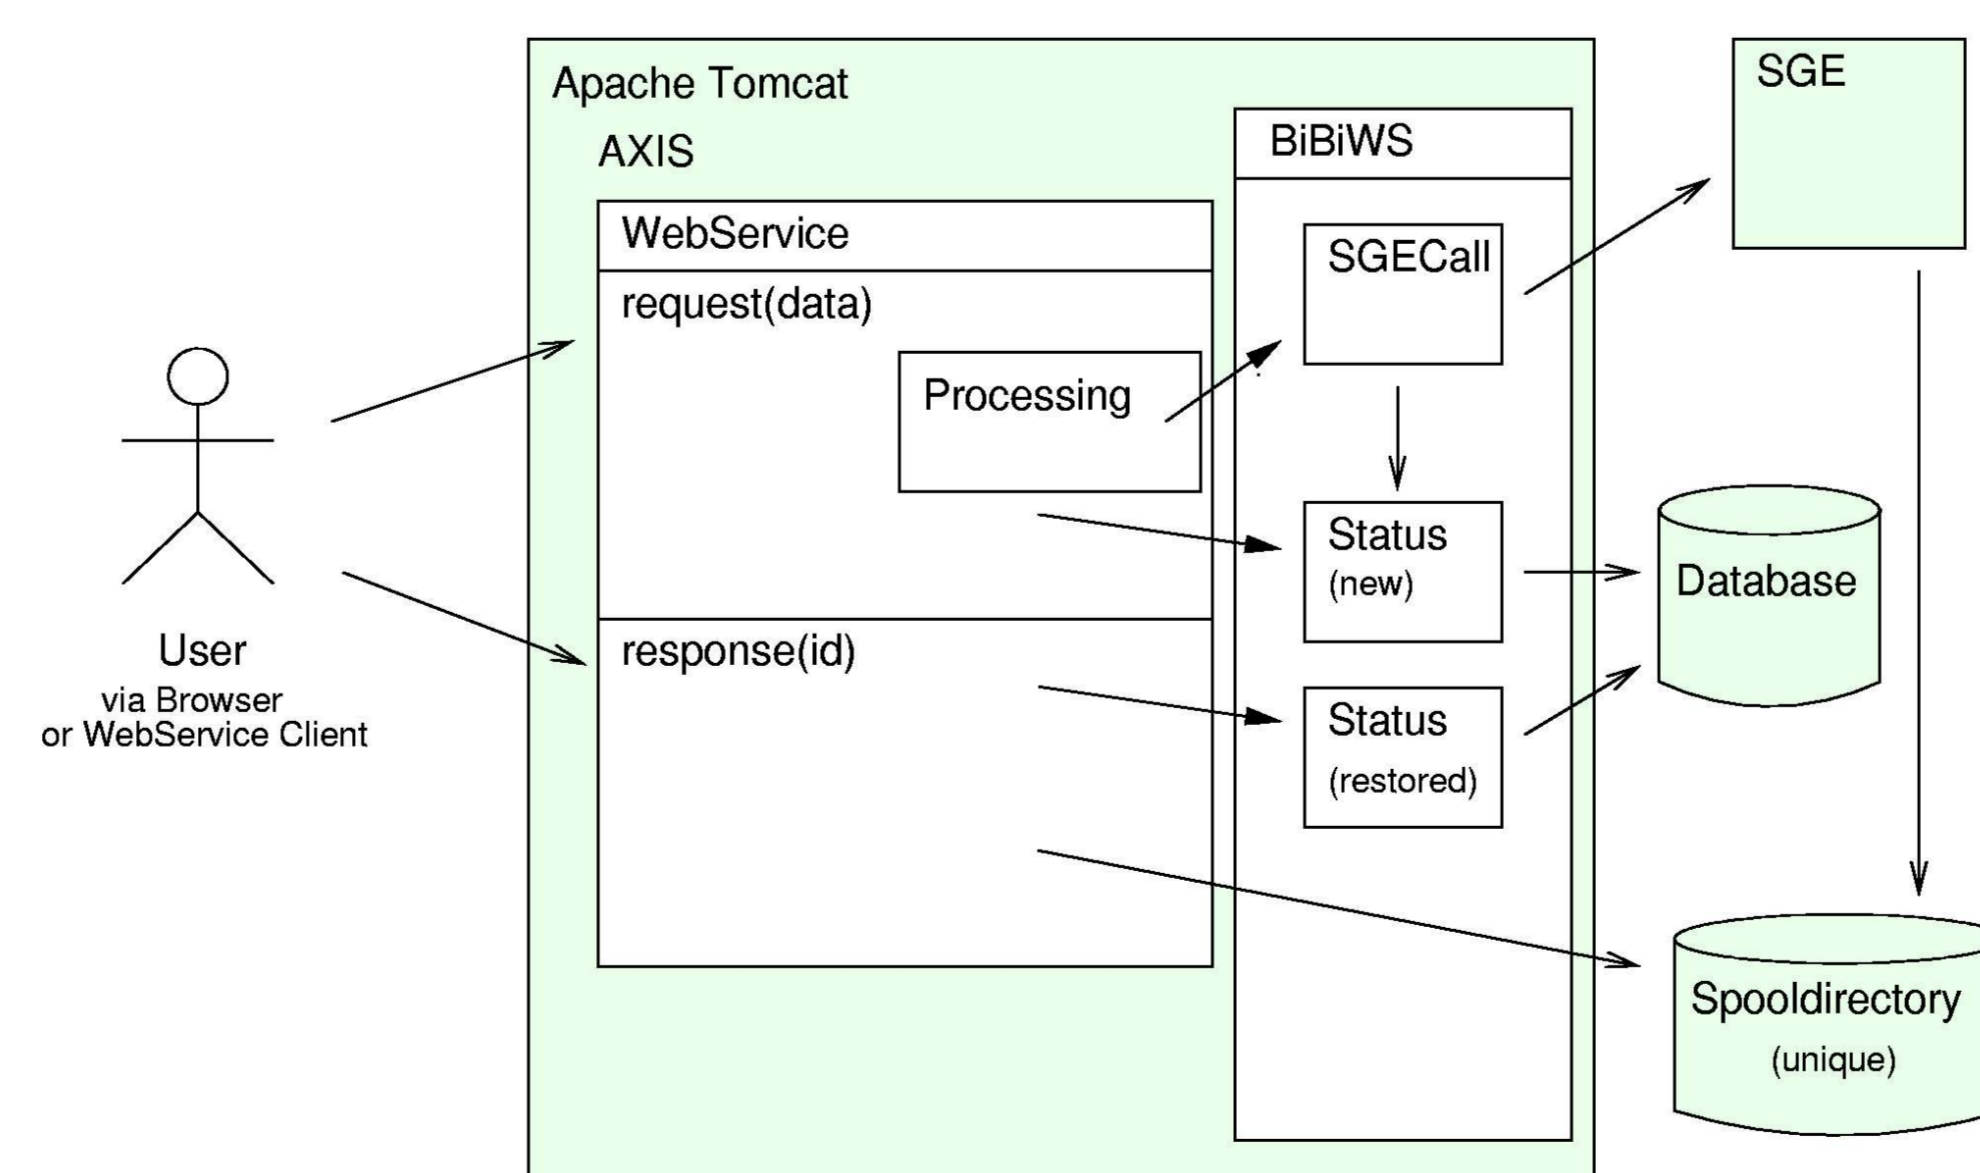 Apache Tomcat
AXIS
WebService
request(data)
Processing
response(id)
BiBiWS
SGECall
Status
(new)
Status
(restored)
SGE
Database
Spooldirectory
(unique)
User
via Browser
or WebService Client